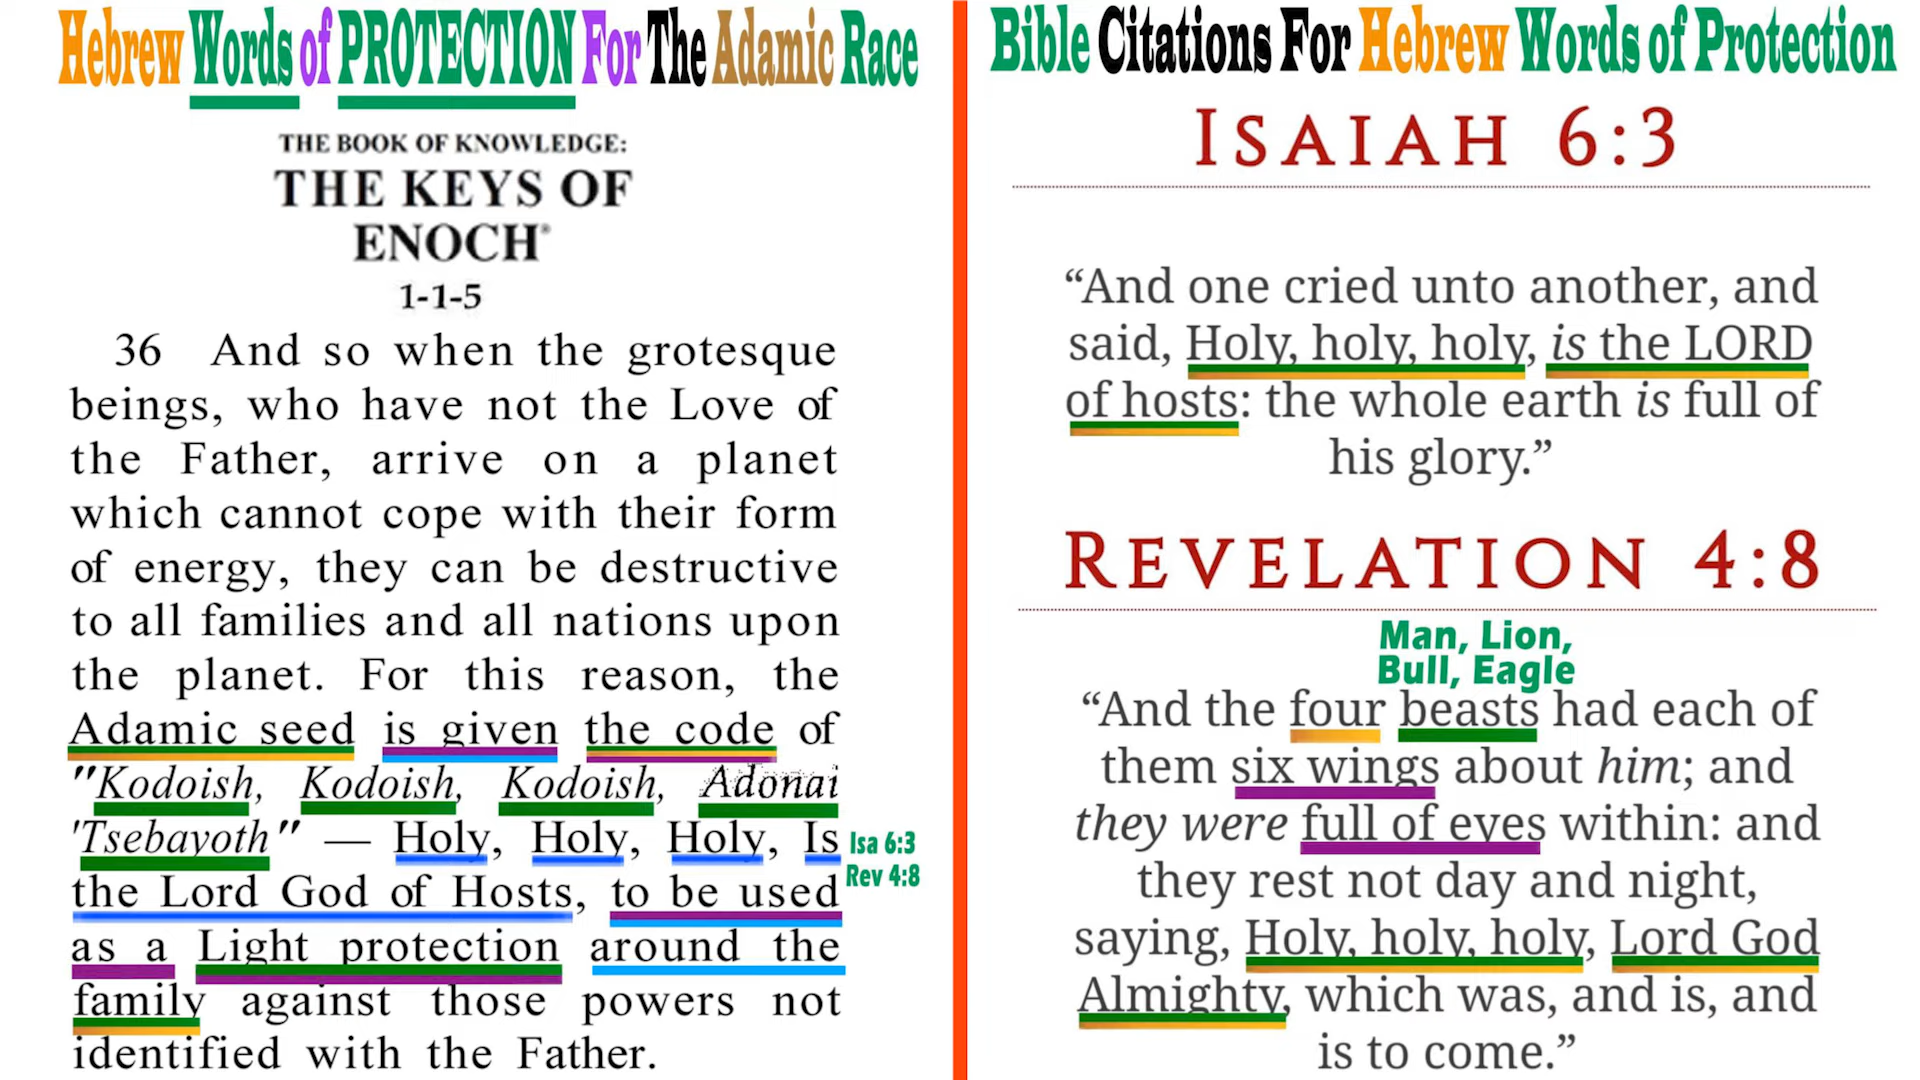 Hebrew Words of PROTECTION For The Adamic Race
THE BOOK OF KNOWLEDGE:
THE KEYS OF
ENOCH®
1-1-5
36 And so when the grotesque
beings, who have not the Love of
the Father, arrive on a planet
which cannot cope with their form
of energy, they can be destructive
to all families and all nations upon
the planet. For this reason, the
Adamic seed is given the code of
"Kodoish, Kodoish, Kodoish, Adonai
'Tsebayoth" — Holy, Holy, Holy, Is
the Lord God of Hosts, to be used
as a Light protection around the
family against those powers not
identified with the Father.
Isa 6:3
Rev 4:8
Bible Citations For Hebrew Words of Protection
ISAIAH 6:3
“And one cried unto another, and
said, Holy, holy, holy, is the LORD
of hosts: the whole earth is full of
his glory.”
REVELATION 4:8
Man, Lion,
Bull, Eagle
“And the four beasts had each of
them six wings about him; and
they were full of eyes within: and
they rest not day and night,
saying, Holy, holy, holy, Lord God
Almighty, which was, and is, and
is to come.”